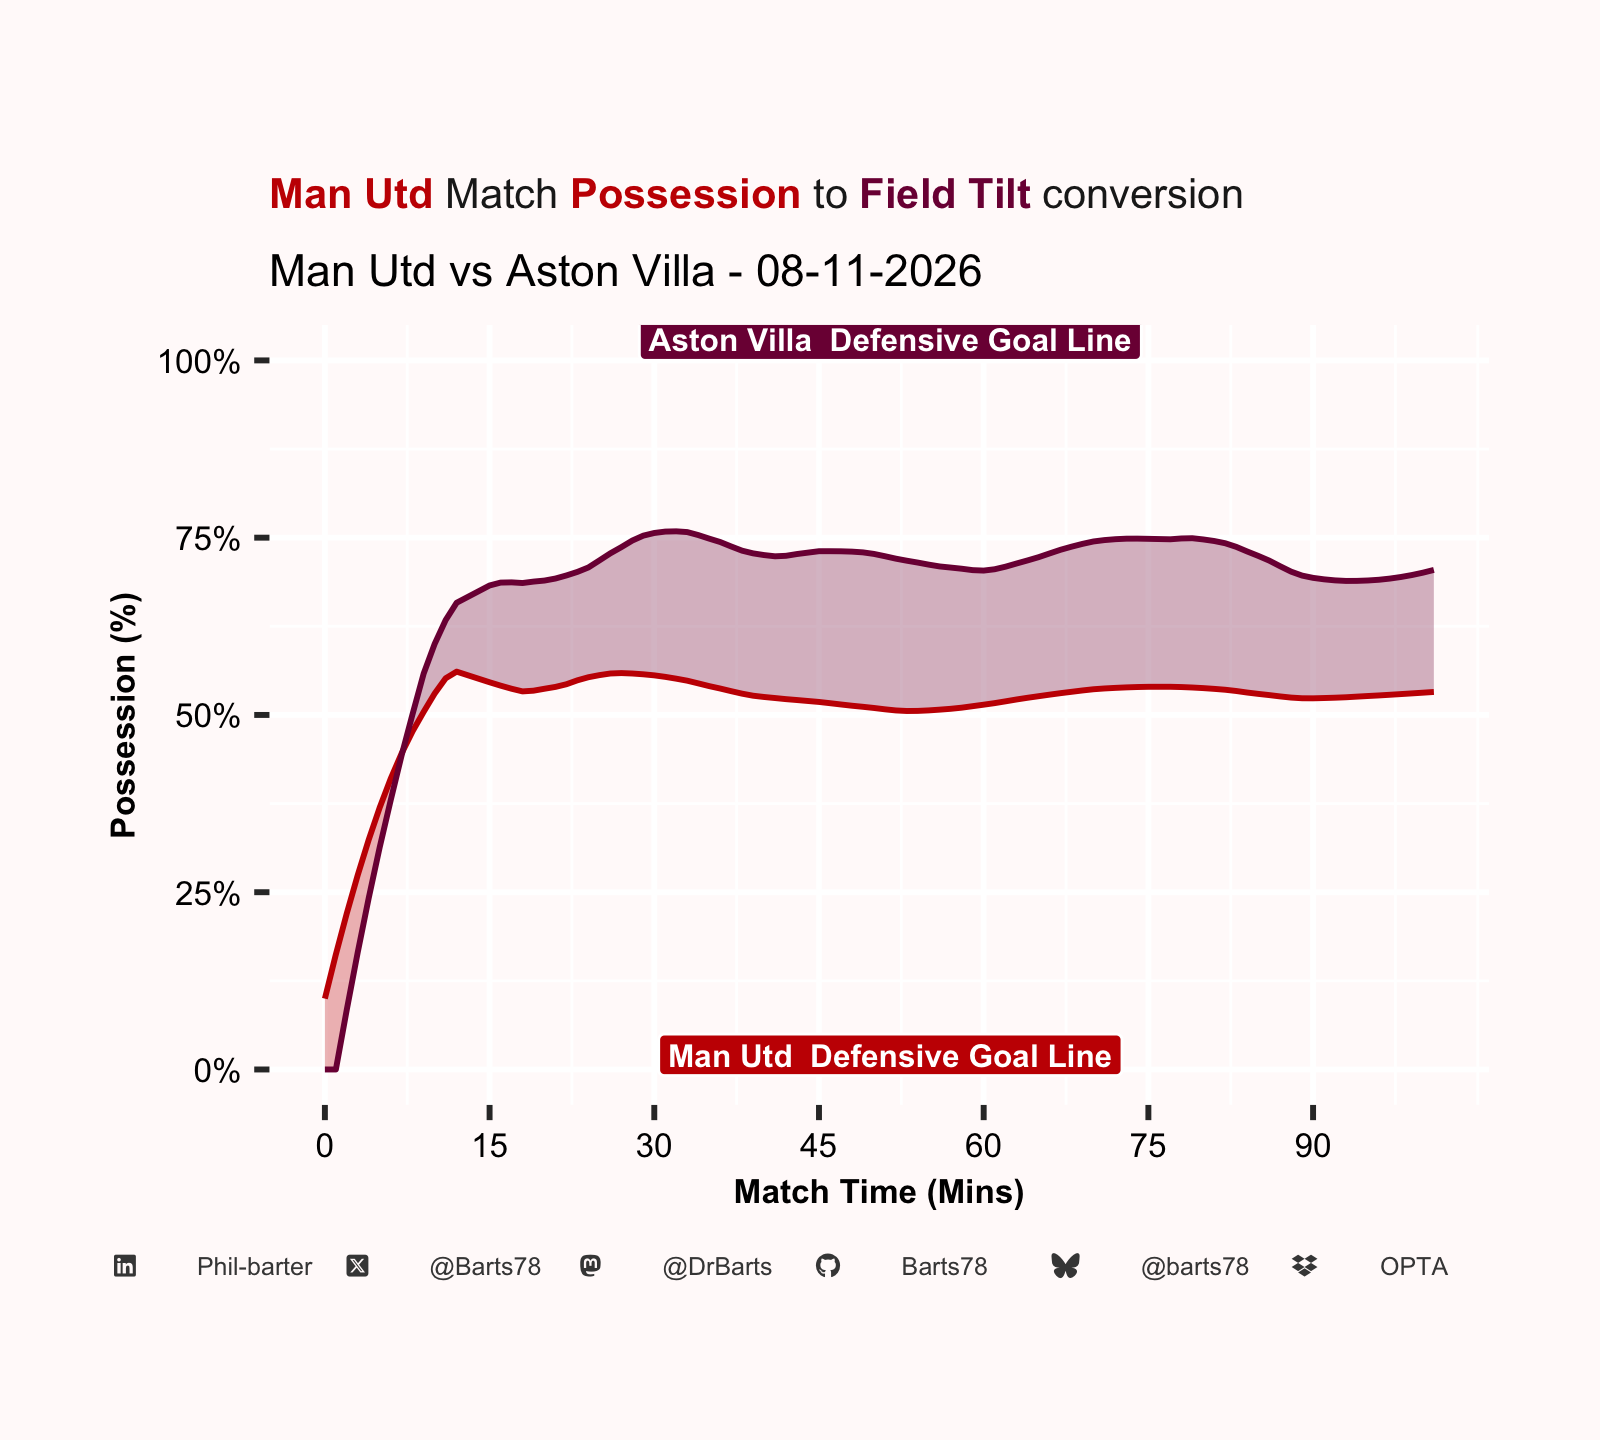 Man Utd Match Possession to Field Tilt conversion
Man Utd vs Aston Villa - 08-11-2026
Aston Villa  Defensive Goal Line
100%
75%
50%
25%
0%
Possession (%)
Man Utd  Defensive Goal Line
0 15 30 45 60 75 90
Match Time (Mins)
Phil-barter @Barts78 @DrBarts Barts78 @barts78 OPTA